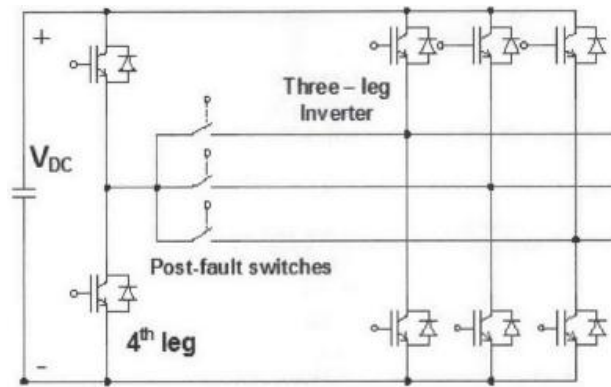 +
Three – leg
Inverter
V_DC
Post-fault switches
4th leg
-